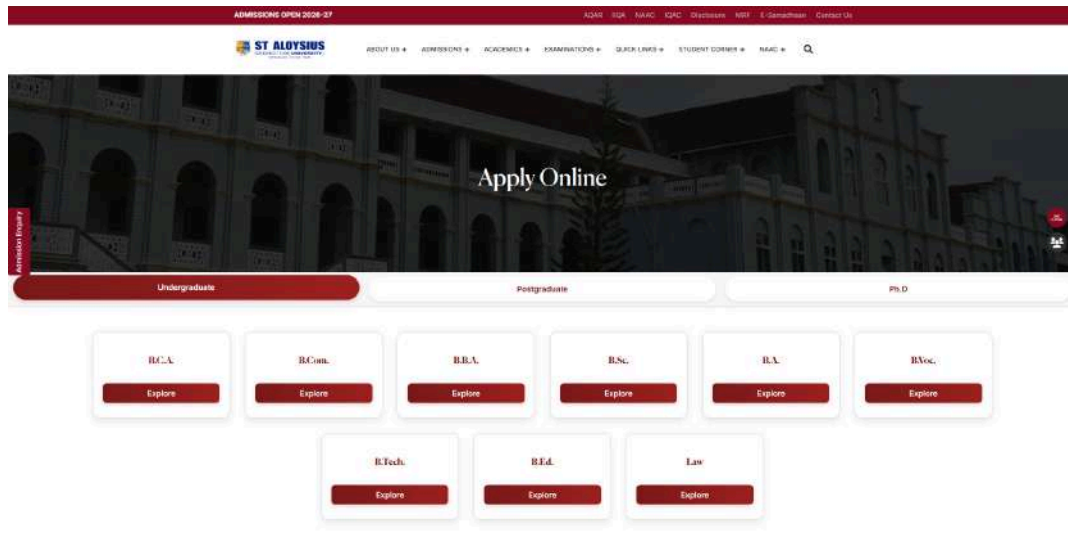 ADMISSIONS OPEN 2026-27
AQAR IIQA NAAC IQAC Disclosure NIRF E-Samadhaan Contact Us
ST ALOYSIUS
ABOUT US + ADMISSIONS + ACADEMICS + EXAMINATIONS + QUICK LINKS + STUDENT CORNER + NAAC +
Apply Online
Admission Enquiry
Undergraduate Postgraduate Ph.D
B.C.A. B.Com. B.B.A. B.Sc. B.A. B.Voc.
Explore Explore Explore Explore Explore Explore
B.Tech. B.Ed. Law
Explore Explore Explore